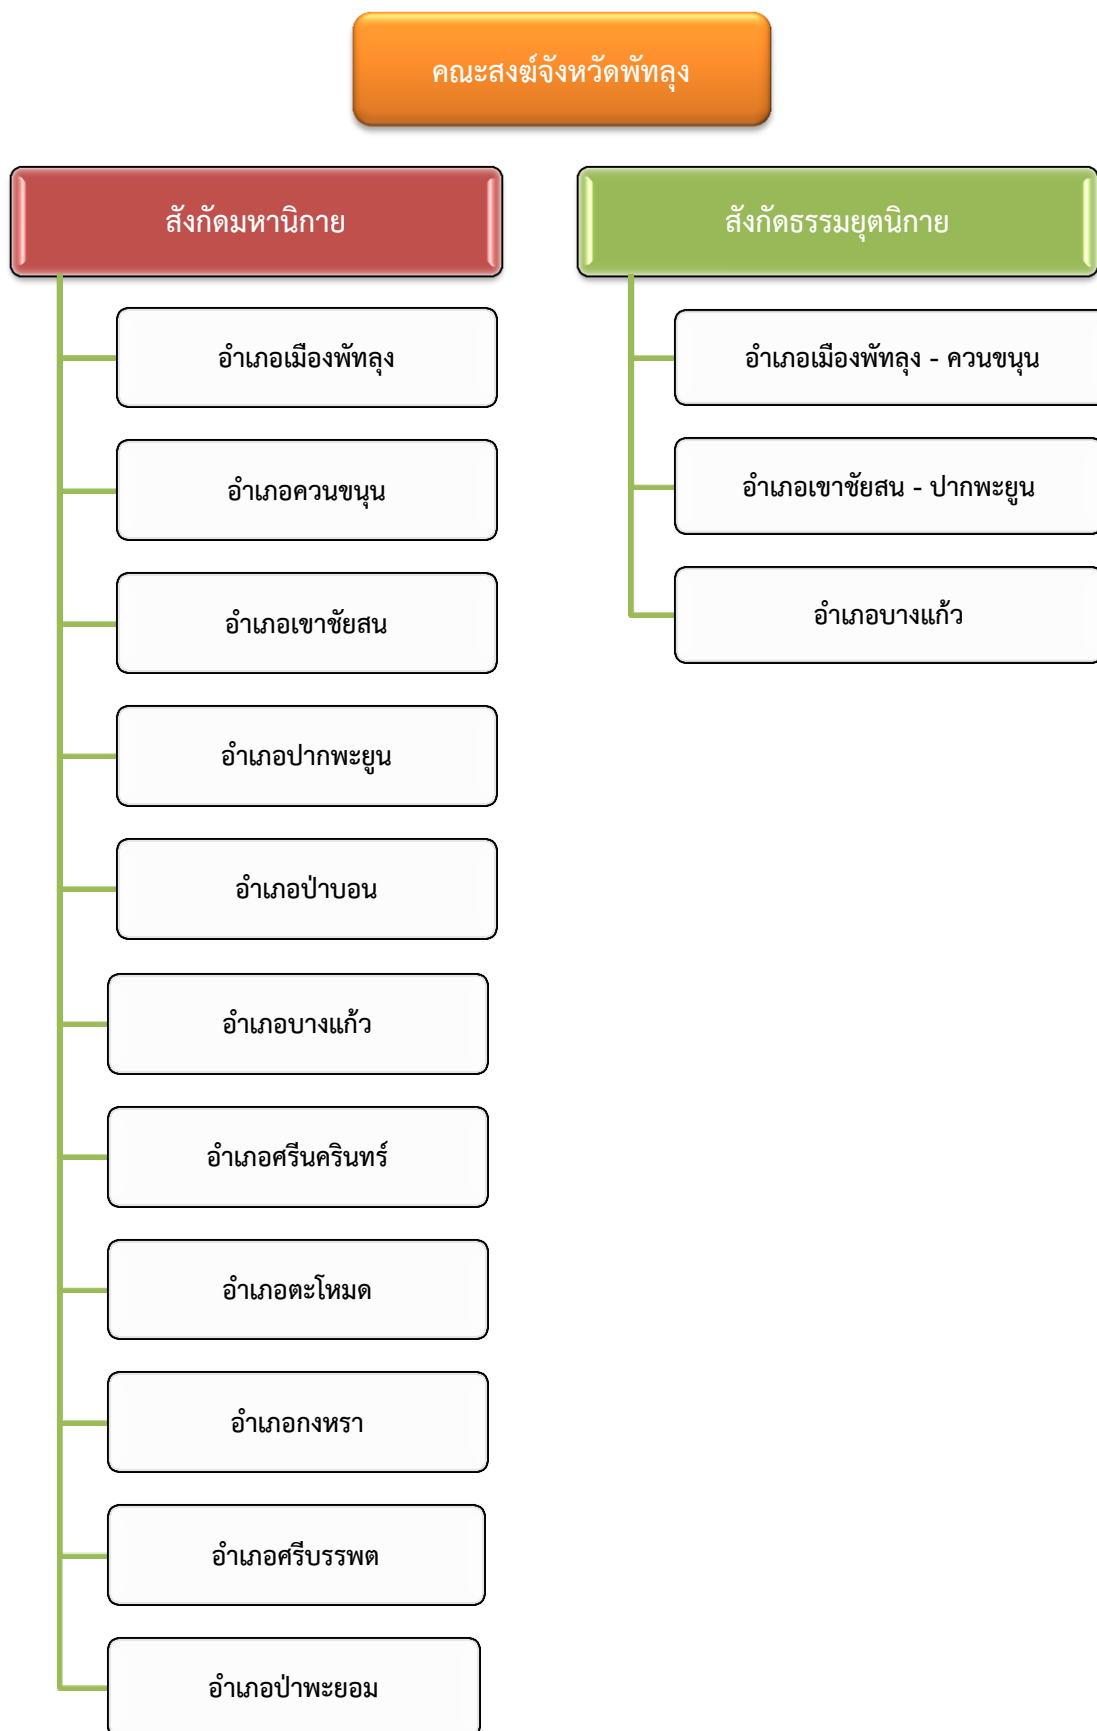 คณะสงฆ์จังหวัดพัทลุง
สังกัดมหานิกาย
อำเภอเมืองพัทลุง
อำเภอควนขนุน
อำเภอเขาชัยสน
อำเภอปากพะยูน
อำเภอป่าบอน
อำเภอบางแก้ว
อำเภอศรีนครินทร์
อำเภอตะโหมด
อำเภอกงหรา
อำเภอศรีบรรพต
อำเภอป่าพะยอม
สังกัดธรรมยุตนิกาย
อำเภอเมืองพัทลุง - ควนขนุน
อำเภอเขาชัยสน - ปากพะยูน
อำเภอบางแก้ว